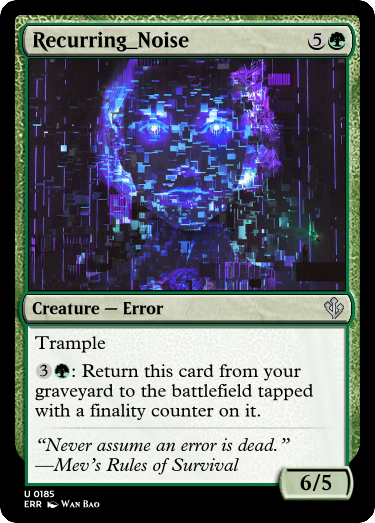 Recurring_Noise 5
Creature — Error
Trample
3: Return this card from your
graveyard to the battlefield tapped
with a finality counter on it.
“Never assume an error is dead.”
—Mev’s Rules of Survival
6/5
U 0185
ERR Wan Bao